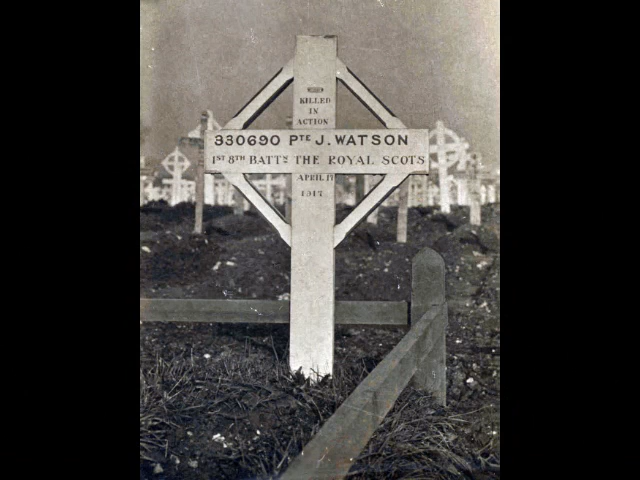 KILLED
IN
ACTION
330690 PTE J. WATSON
1ST 8TH BATTN THE ROYAL SCOTS
APRIL 17
1917